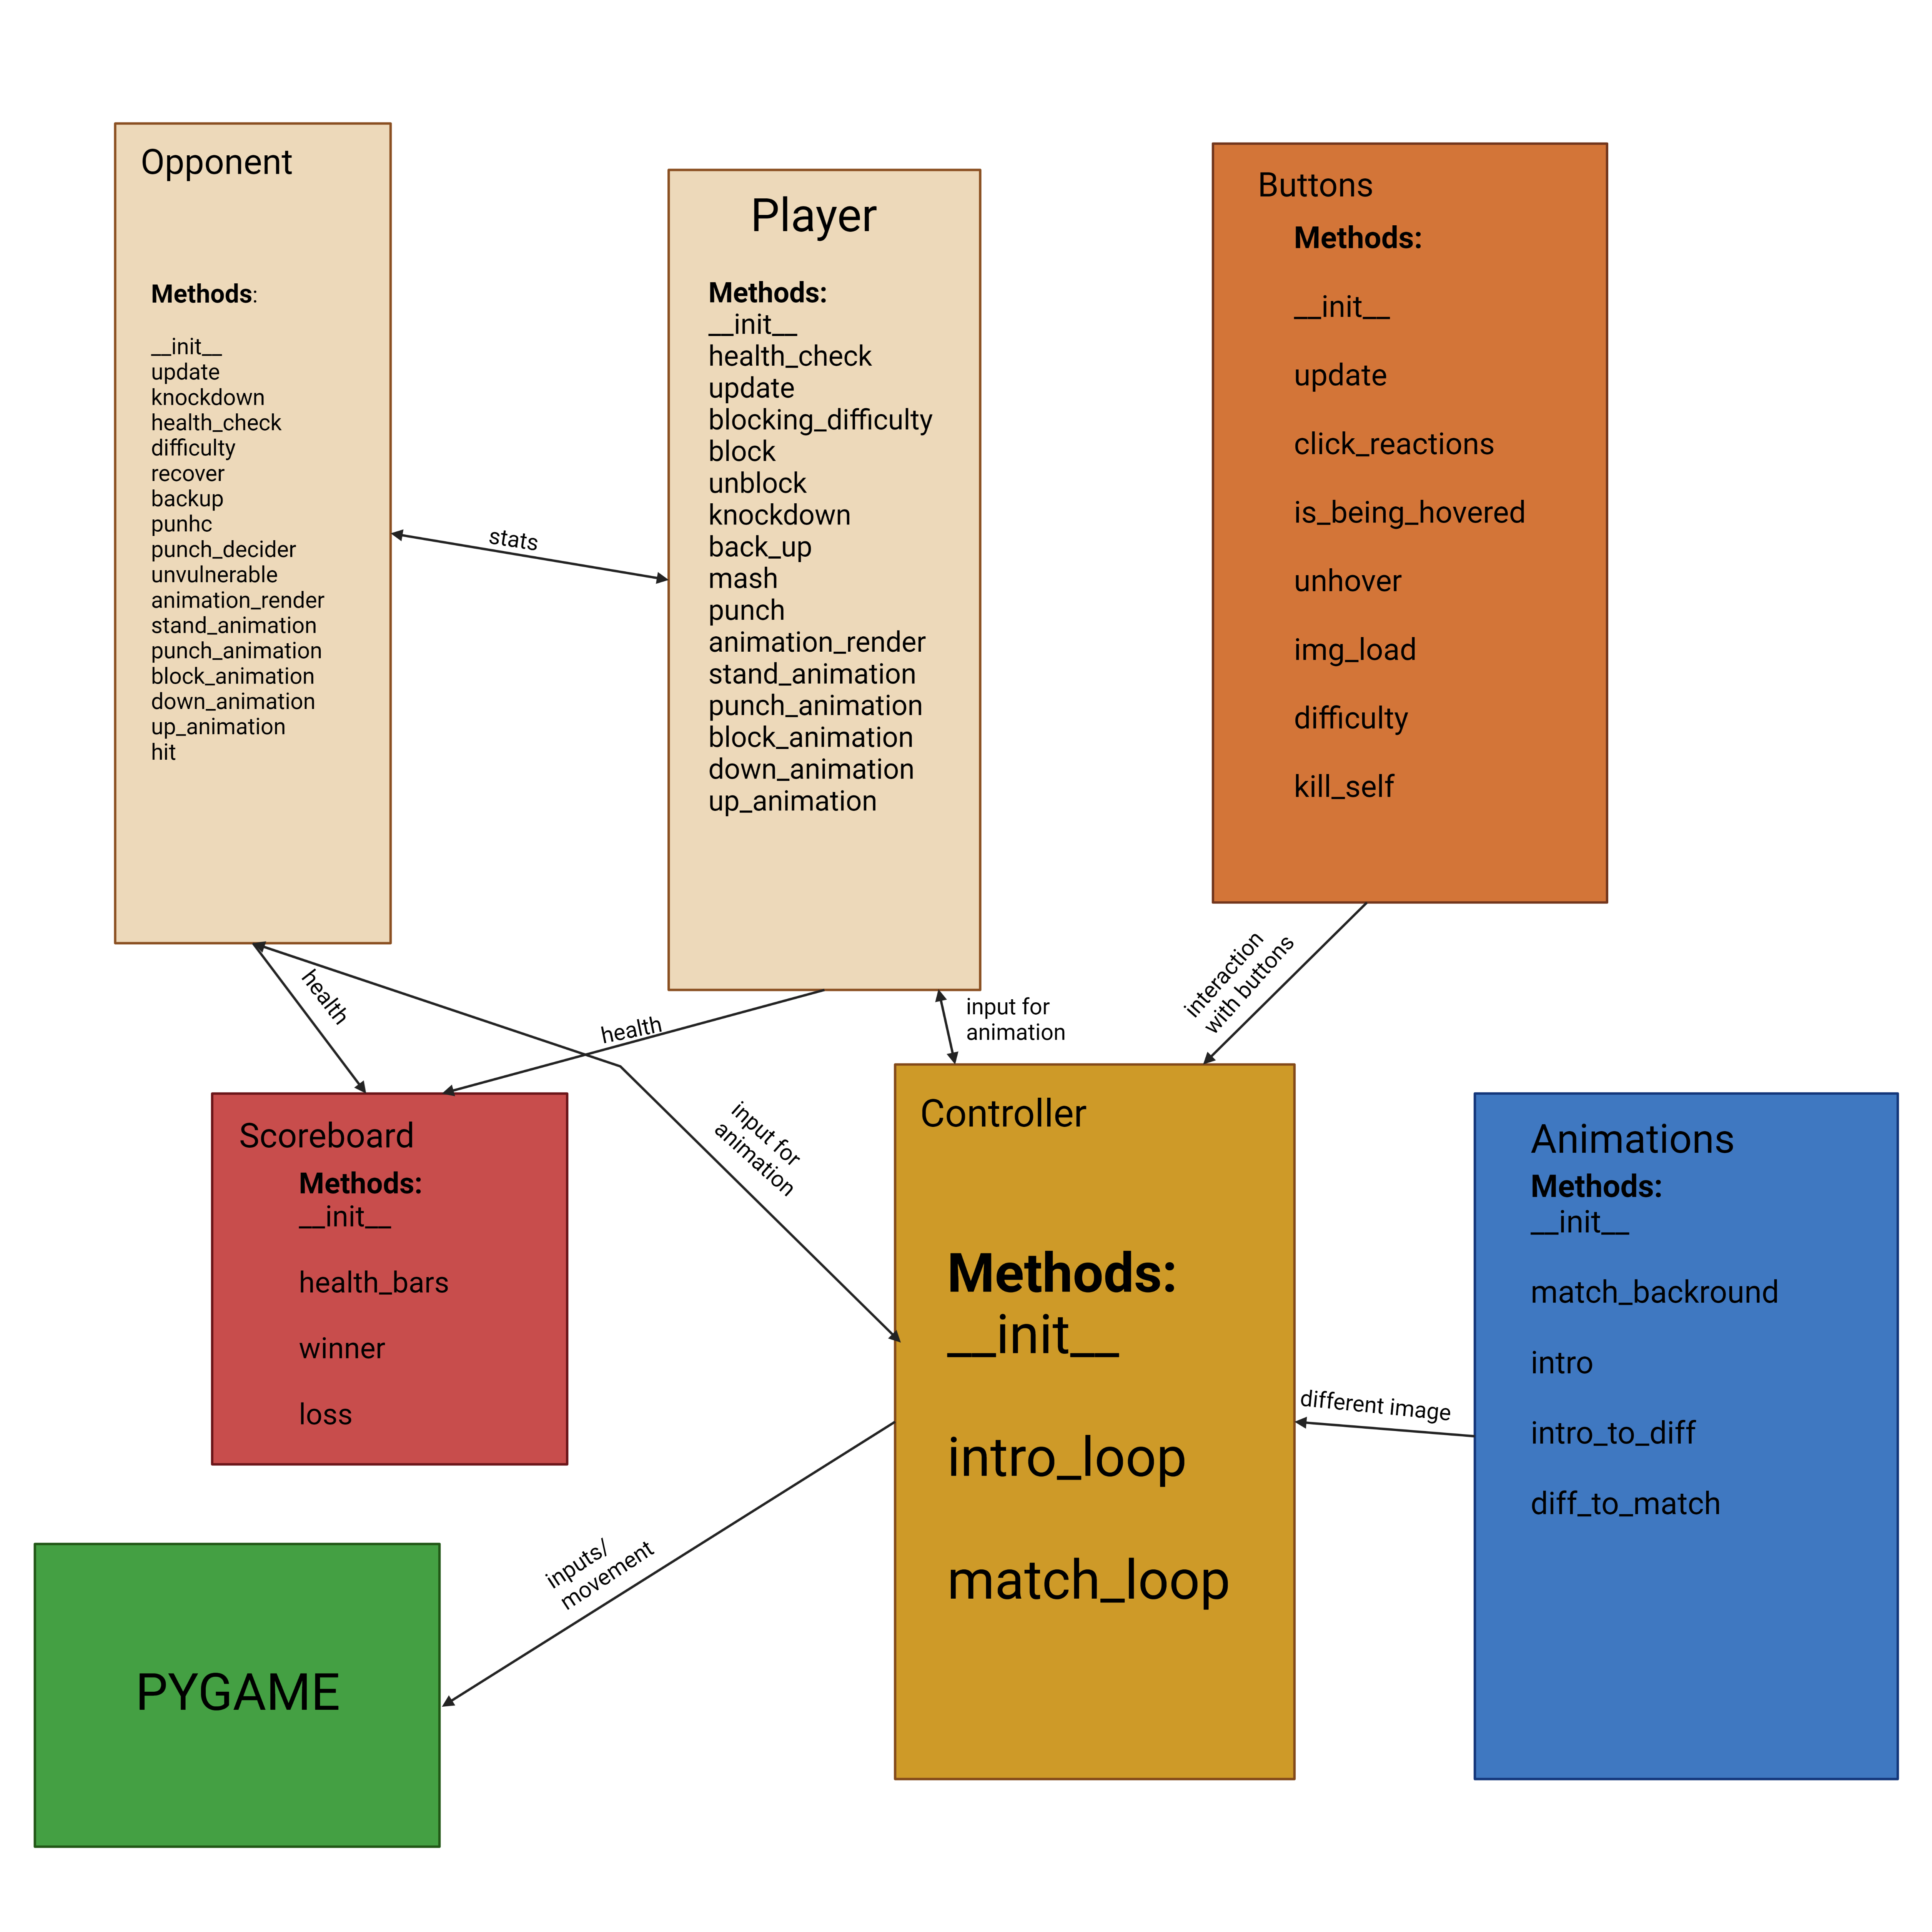 Opponent
Methods:
__init__
update
knockdown
health_check
difficulty
recover
backup
punhc
punch_decider
unvulnerable
animation_render
stand_animation
punch_animation
block_animation
down_animation
up_animation
hit
stats
Player
Methods:
__init__
health_check
update
blocking_difficulty
block
unblock
knockdown
back_up
mash
punch
animation_render
stand_animation
punch_animation
block_animation
down_animation
up_animation
Buttons
Methods:
__init__
update
click_reactions
is_being_hovered
unhover
img_load
difficulty
kill_self
health
health
input for
animation
input for
animation
interaction
with buttons
Scoreboard
Methods:
__init__
health_bars
winner
loss
Controller
Methods:
__init__
intro_loop
match_loop
different image
Animations
Methods:
__init__
match_backround
intro
intro_to_diff
diff_to_match
inputs/
movement
PYGAME